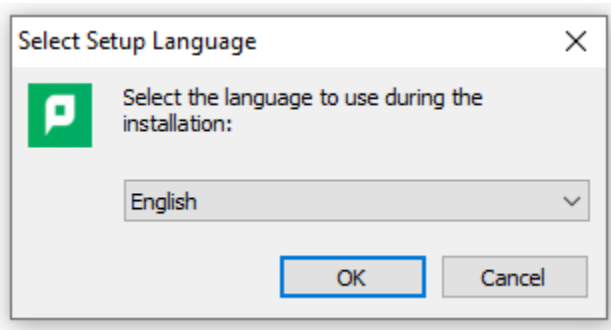 Select Setup Language
Select the language to use during the
installation:
English
OK
Cancel